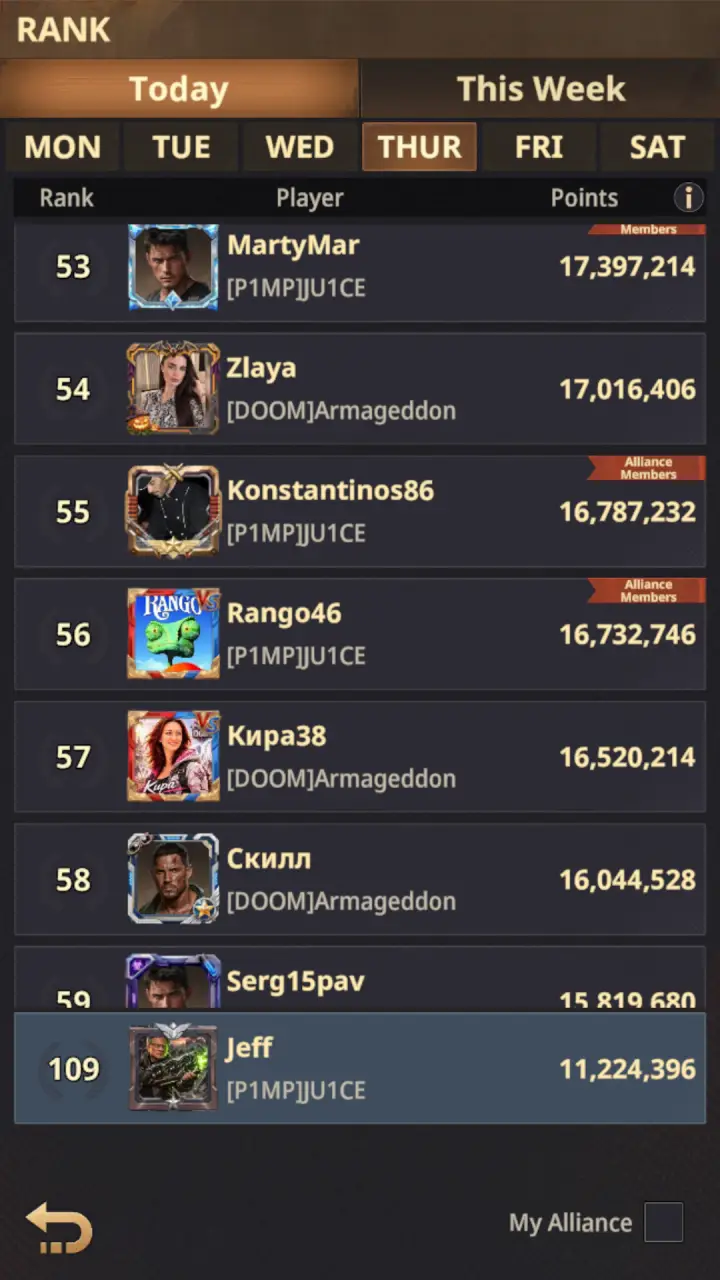 RANK
Today
This Week
MON TUE WED THUR FRI SAT
Rank Player Points i
Members
53
MartyMar
[P1MP]JU1CE
17,397,214
54
Zlaya
[DOOM]Armageddon
17,016,406
Alliance
Members
55
Konstantinos86
[P1MP]JU1CE
16,787,232
Alliance
Members
56
RANGO
VS
Rango46
[P1MP]JU1CE
16,732,746
57
VS
Кира
Кира38
[DOOM]Armageddon
16,520,214
58
Скилл
[DOOM]Armageddon
16,044,528
59
Serg15pav
15,819,680
109
Jeff
[P1MP]JU1CE
11,224,396
My Alliance